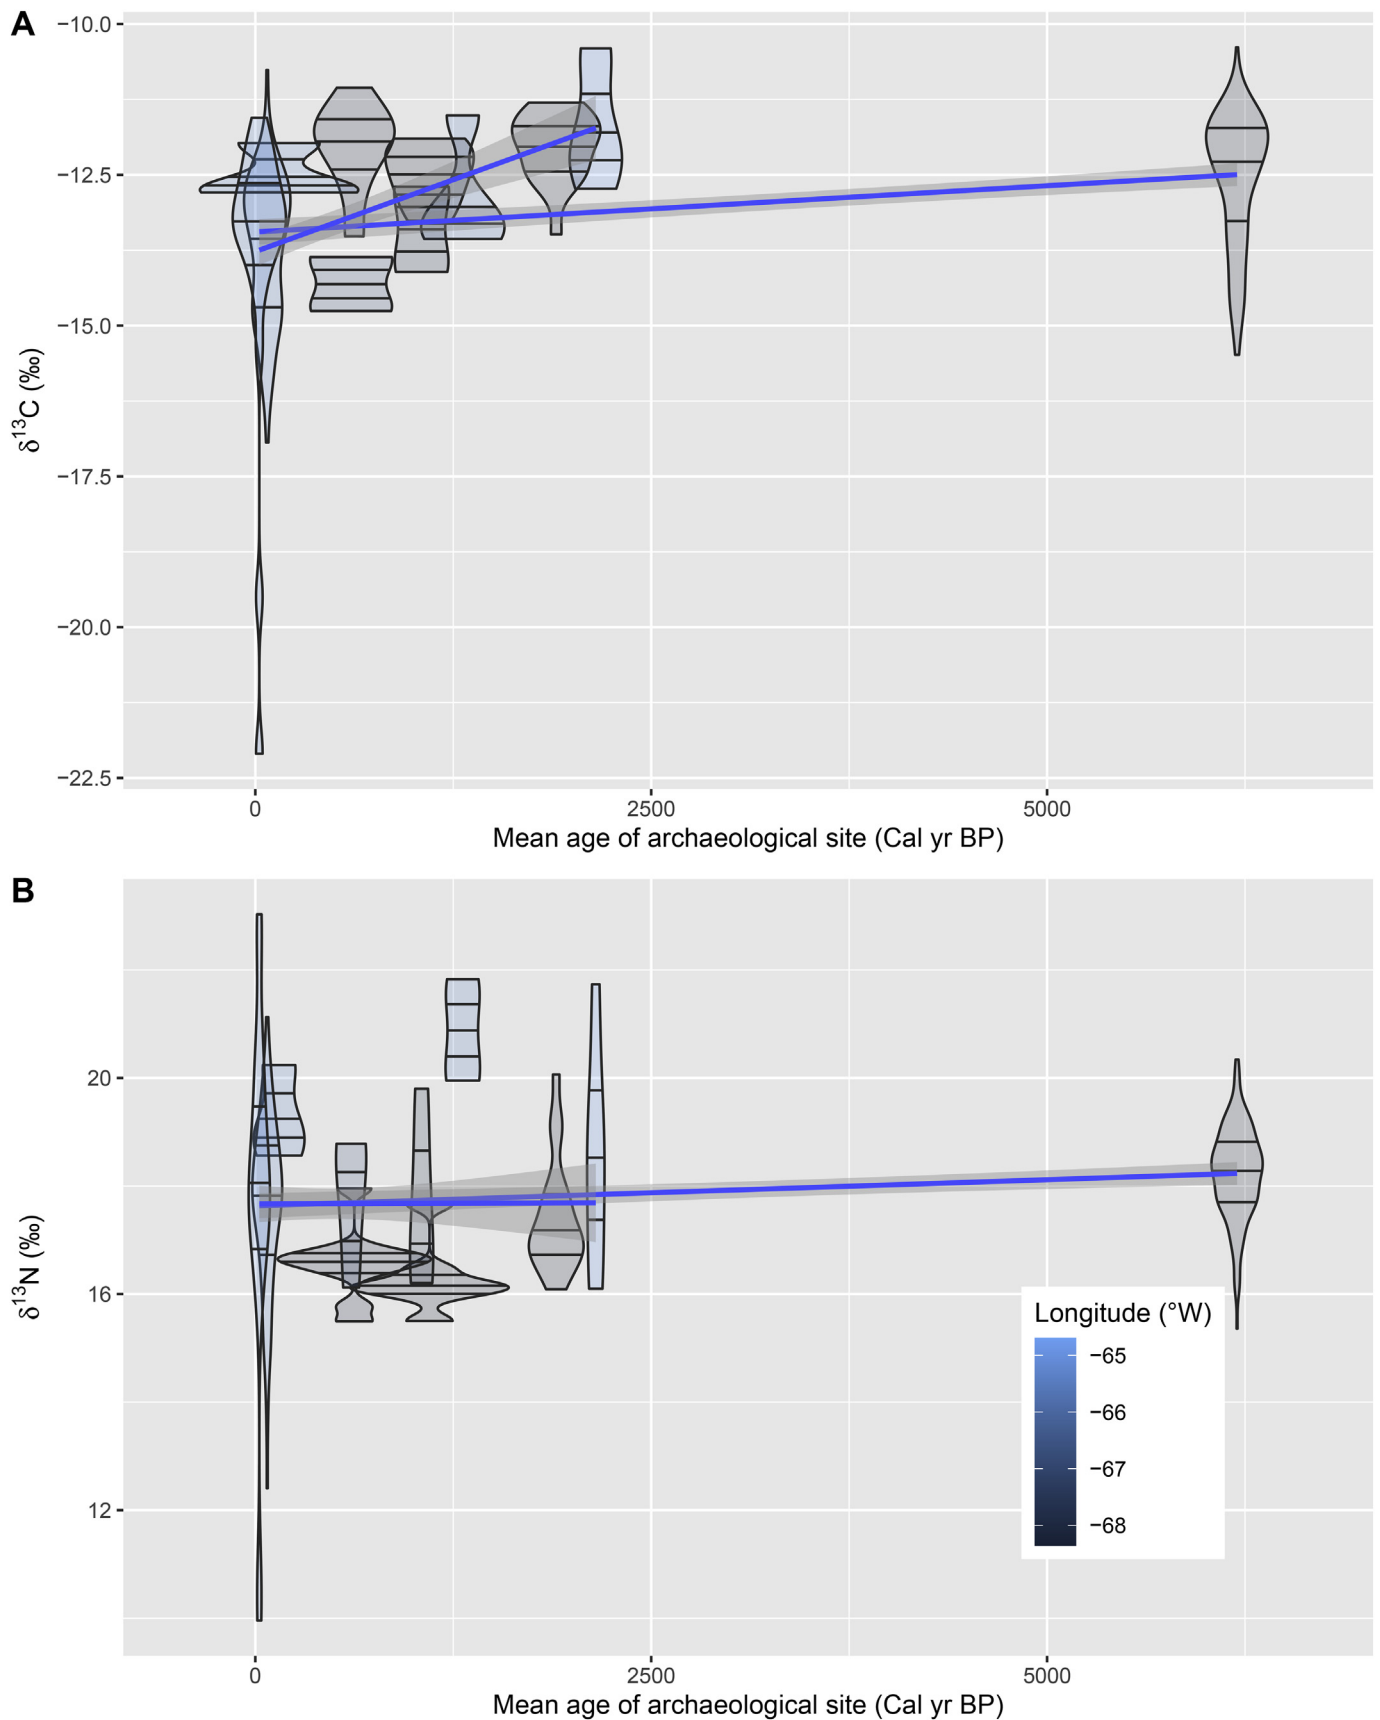 A
−10.0
−12.5
−15.0
−17.5
−20.0
−22.5
δ¹³C (‰)
0 2500 5000
Mean age of archaeological site (Cal yr BP)
B
20
16
12
δ¹³N (‰)
Longitude (°W)
−65
−66
−67
−68
0 2500 5000
Mean age of archaeological site (Cal yr BP)